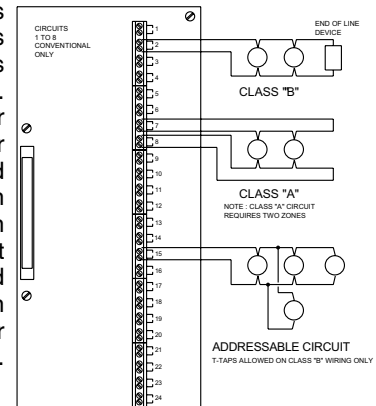 s
s
s
.
r
r
d
n
n
t
d
n
r
.
CIRCUITS
1 TO 8
CONVENTIONAL
ONLY
1
2
3
4
5
6
7
8
9
10
11
12
13
14
15
16
17
18
19
20
21
22
23
24
END OF LINE
DEVICE
CLASS "B"
CLASS "A"
NOTE : CLASS "A" CIRCUIT
REQUIRES TWO ZONES
ADDRESSABLE CIRCUIT
T-TAPS ALLOWED ON CLASS "B" WIRING ONLY